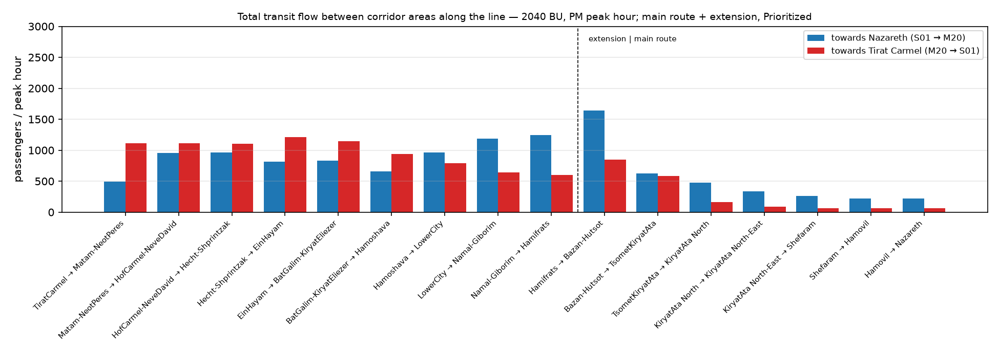 Total transit flow between corridor areas along the line — 2040 BU, PM peak hour; main route + extension, Prioritized
passengers / peak hour
3000
2500
2000
1500
1000
500
0
extension | main route
towards Nazareth (S01 → M20)
towards Tirat Carmel (M20 → S01)
TiratCarmel → Matam-NeotPeres
Matam-NeotPeres → HofCarmel-NeveDavid
HofCarmel-NeveDavid → Hecht-Shprintzak
Hecht-Shprintzak → EinHayam
EinHayam → BatGalim-KiryatEliezer
BatGalim-KiryatEliezer → Hamoshava
Hamoshava → LowerCity
LowerCity → Namal-Giborim
Namal-Giborim → Hamifrats
Hamifrats → Bazan-Hutsot
Bazan-Hutsot → TsometKiryatAta
TsometKiryatAta → KiryatAta North
KiryatAta North → KiryatAta North-East
KiryatAta North-East → Shefaram
Shefaram → Hamovil
Hamovil → Nazareth